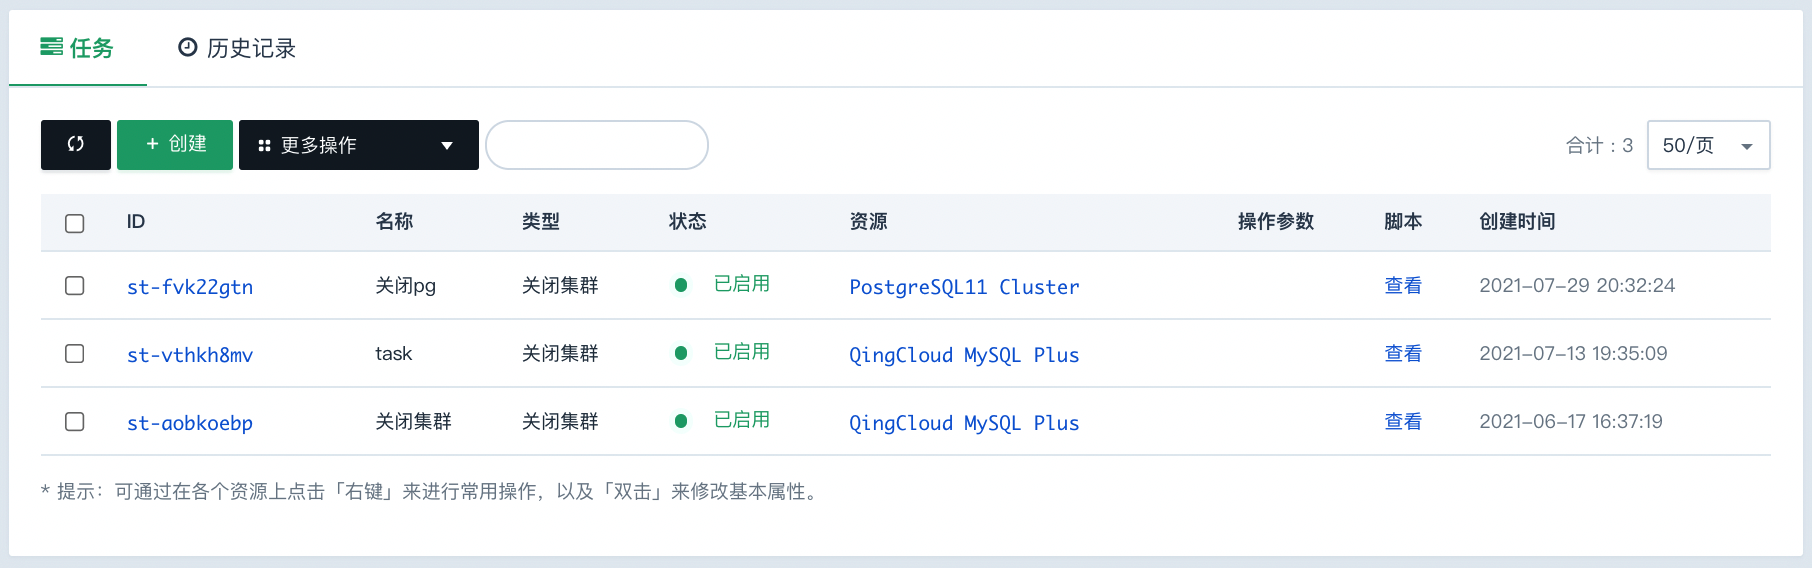 任务 历史记录
+ 创建 更多操作 合计：3 50/页
ID 名称 类型 状态 资源 操作参数 脚本 创建时间
st-fvk22gtn 关闭pg 关闭集群 已启用 PostgreSQL11 Cluster 查看 2021-07-29 20:32:24
st-vthkh8mv task 关闭集群 已启用 QingCloud MySQL Plus 查看 2021-07-13 19:35:09
st-aobkoebp 关闭集群 关闭集群 已启用 QingCloud MySQL Plus 查看 2021-06-17 16:37:19
* 提示：可通过在各个资源上点击「右键」来进行常用操作，以及「双击」来修改基本属性。